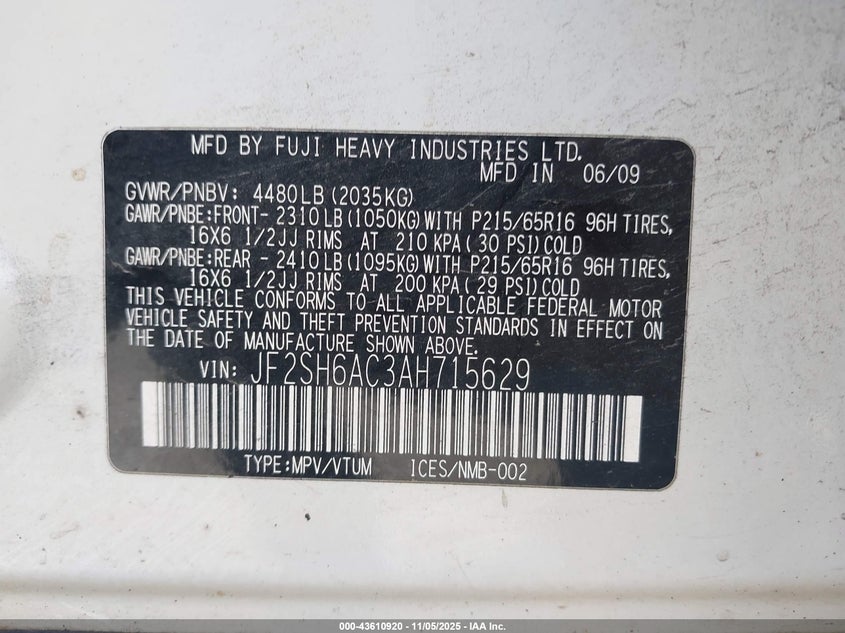 MFD BY FUJI HEAVY INDUSTRIES LTD.
MFD IN 06/09
GVWR/PNBV: 4480LB (2035KG)
GAWR/PNBE:FRONT- 2310LB (1050KG) WITH P215/65R16 96H TIRES,
16X6 1/2JJ RIMS AT 210 KPA( 30 PSI)COLD
GAWR/PNBE:REAR - 2410LB (1095KG) WITH P215/65R16 96H TIRES,
16X6 1/2JJ RIMS AT 200 KPA( 29 PSI)COLD
THIS VEHICLE CONFORMS TO ALL APPLICABLE FEDERAL MOTOR
VEHICLE SAFETY AND THEFT PREVENTION STANDARDS IN EFFECT ON
THE DATE OF MANUFACTURE SHOWN ABOVE.
VIN: JF2SH6AC3AH715629
TYPE:MPV/VTUM ICES/NMB-002
000-43610920 - 11/05/2025 - IAA Inc.